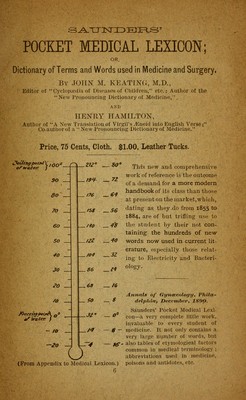 SAUNDERS'
POCKET MEDICAL LEXICON;
OR,
Dictionary of Terms and Words used in Medicine and Surgery.
By JOHN M. KEATING, M.D.,
Editor of "Cyclopædia of Diseases of Children," etc.; Author of the
"New Pronouncing Dictionary of Medicine,"
AND
HENRY HAMILTON,
Author of "A New Translation of Virgil's Æneid into English Verse;"
Co-author of a "New Pronouncing Dictionary of Medicine."
Price, 75 Cents, Cloth. $1.00, Leather Tucks.
Boiling point of water 100° 212° 80°
90 194 72
80 176 64
70 158 56
60 140 48
50 122 40
40 104 32
30 86 24
20 68 16
10 50 8
Freezing point of water 0° 32° 0°
10 14 8
20 4 16
(From Appendix to Medical Lexicon.)
This new and comprehensive
work of reference is the outcome
of a demand for a more modern
handbook of its class than those
at present on the market, which,
dating as they do from 1855 to
1884, are of but trifling use to
the student by their not con-
taining the hundreds of new
words now used in current lit-
erature, especially those relat-
ing to Electricity and Bacteri-
ology.
Annals of Gynæcology, Phila-
delphia, December, 1890.
Saunders' Pocket Medical Lexi-
con—a very complete little work,
invaluable to every student of
medicine. It not only contains a
very large number of words, but
also tables of etymological factors
common in medical terminology;
abbreviations used in medicine,
poisons and antidotes, etc.
6